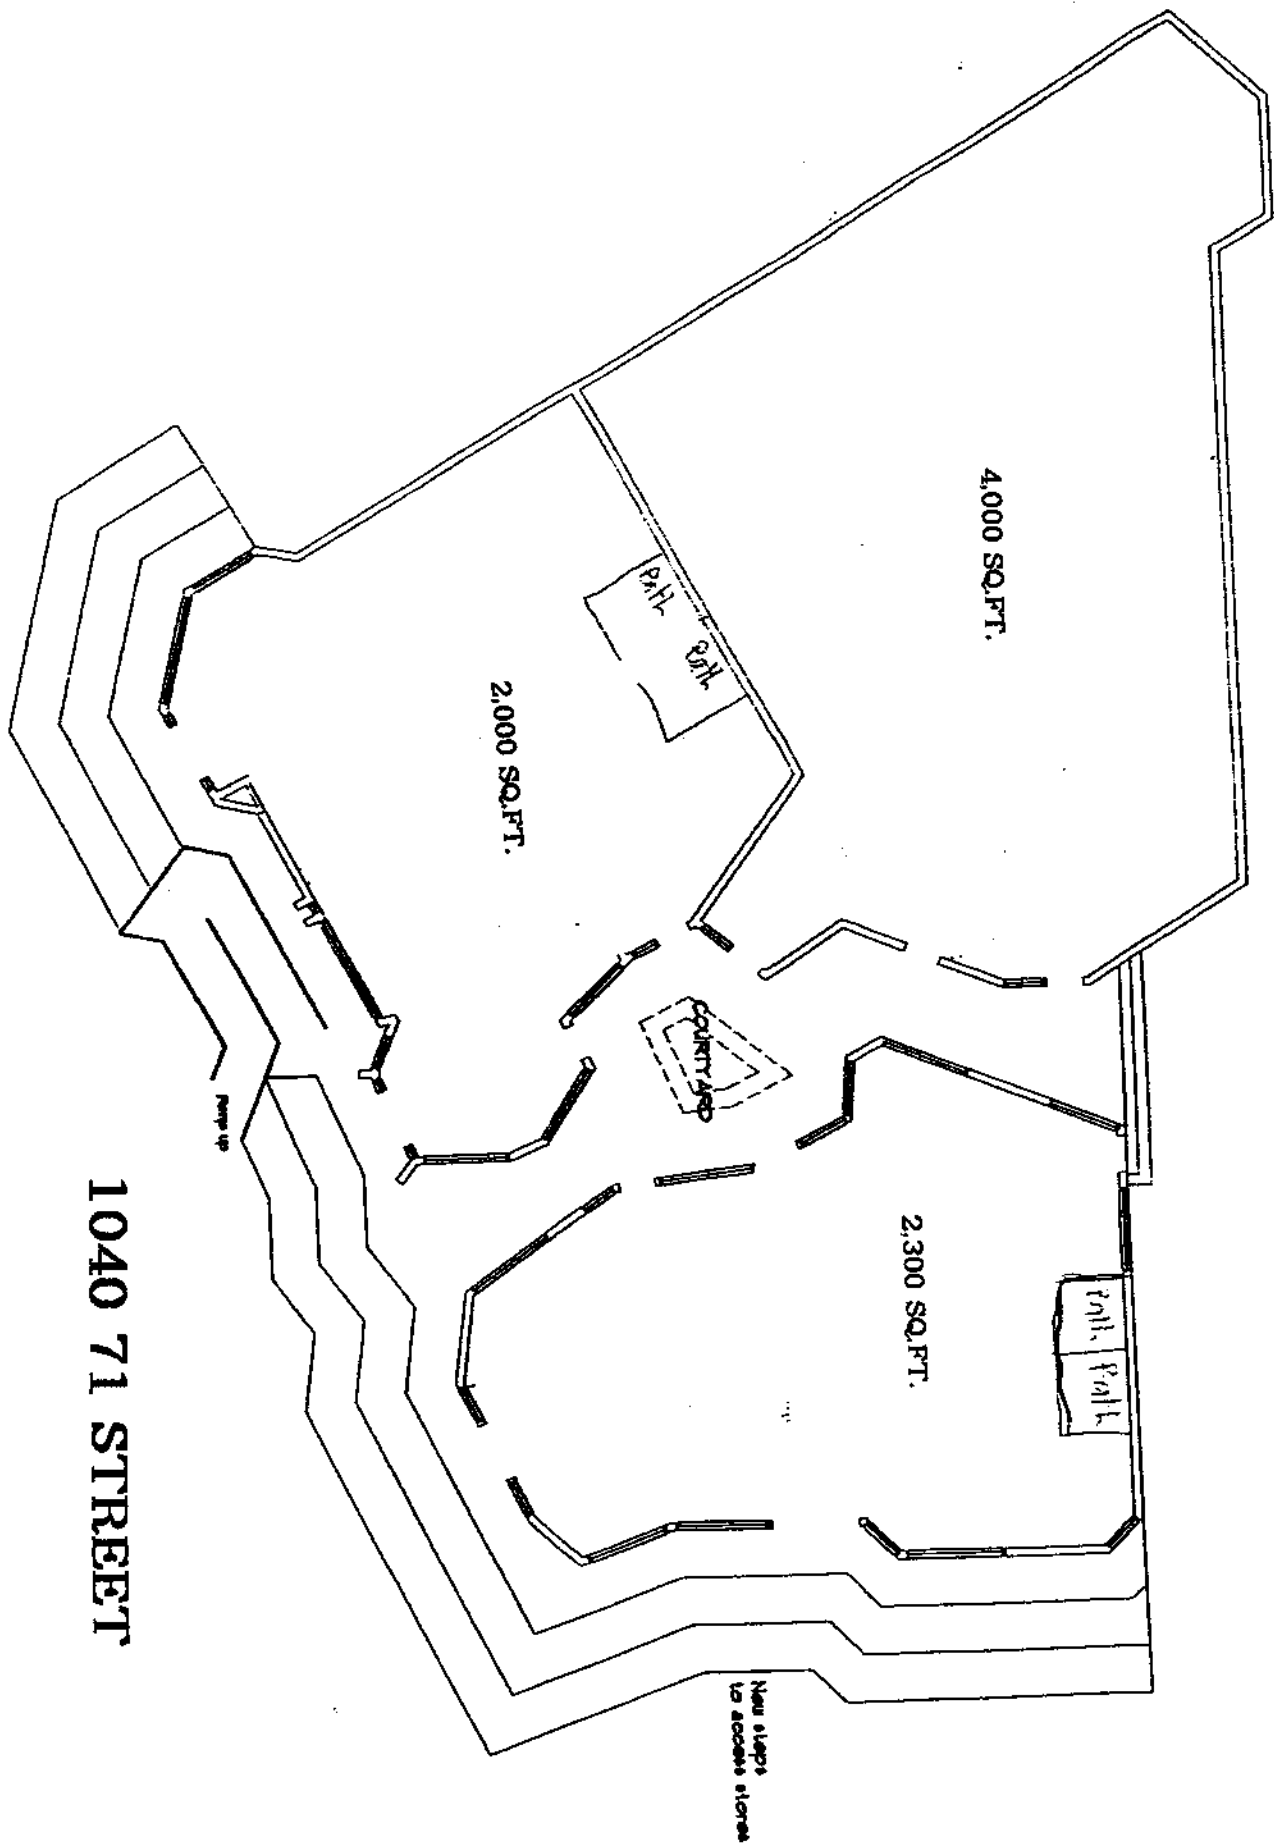 4,000 SQ.FT.
Bath
Bath
2,000 SQ.FT.
COURTYARD
2,300 SQ.FT.
Bath
Bath
Ramp up
New steps
to access stores
1040 71 STREET